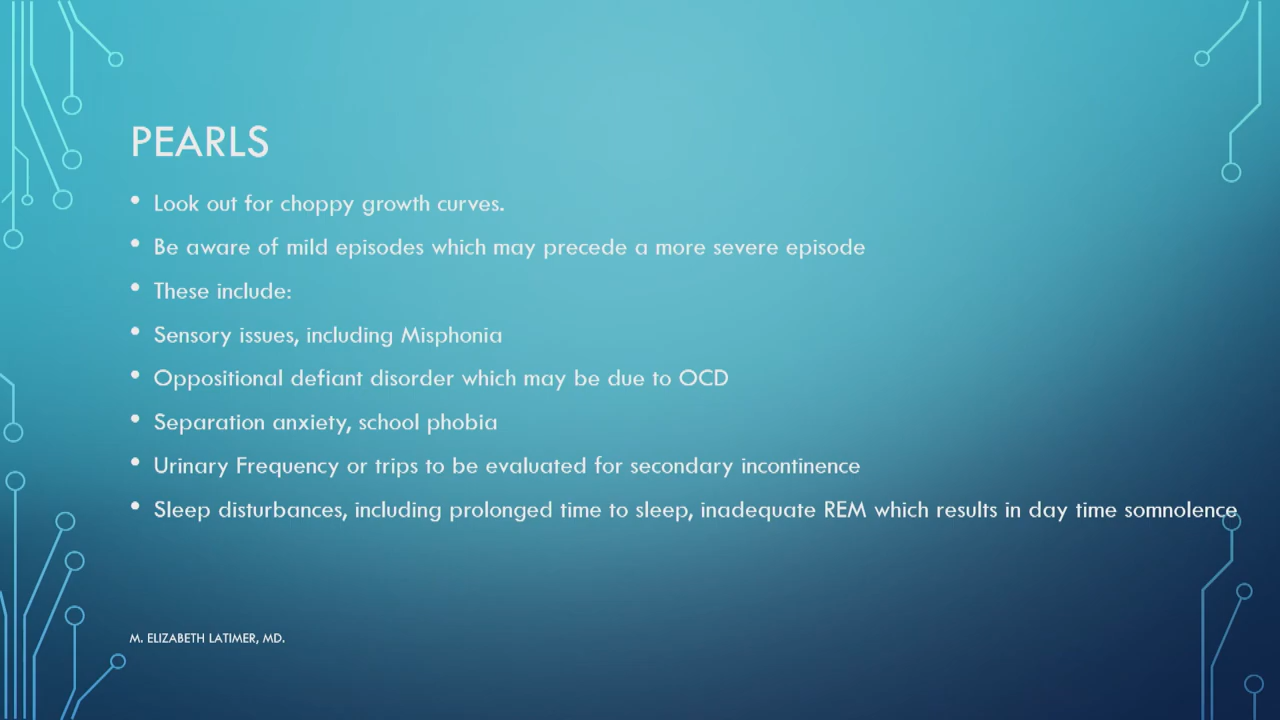 PEARLS
• Look out for choppy growth curves.
• Be aware of mild episodes which may precede a more severe episode
• These include:
• Sensory issues, including Misphonia
• Oppositional defiant disorder which may be due to OCD
• Separation anxiety, school phobia
• Urinary Frequency or trips to be evaluated for secondary incontinence
• Sleep disturbances, including prolonged time to sleep, inadequate REM which results in day time somnolence
M. ELIZABETH LATIMER, MD.